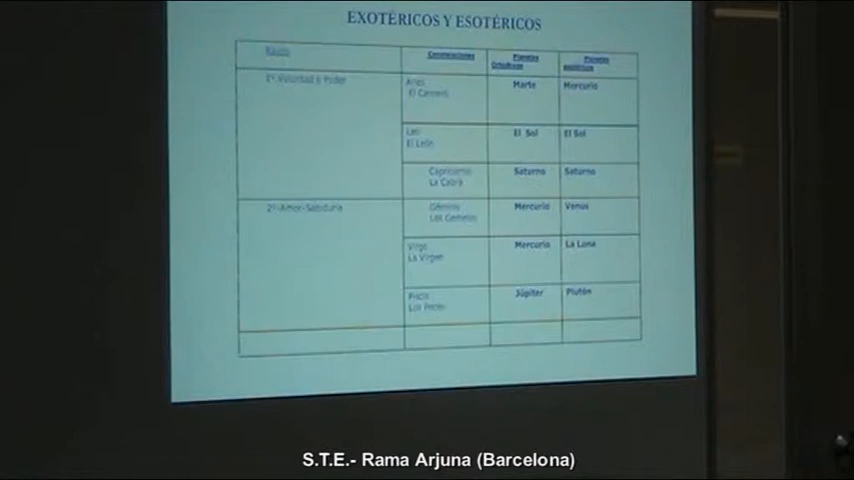 EXOTÉRICOS Y ESOTÉRICOS
Rayos Constelaciones Planetas Planetas
Ortodoxos esotéricos
1º Voluntad o Poder Aries Marte Mercurio
El Carnero
Leo El Sol El Sol
El León
Capricornio Saturno Saturno
La Cabra
2º-Amor-Sabiduría Géminis Mercurio Venus
Los Gemelos
Virgo Mercurio La Luna
La Virgen
Piscis Júpiter Plutón
Los Peces
S.T.E.- Rama Arjuna (Barcelona)